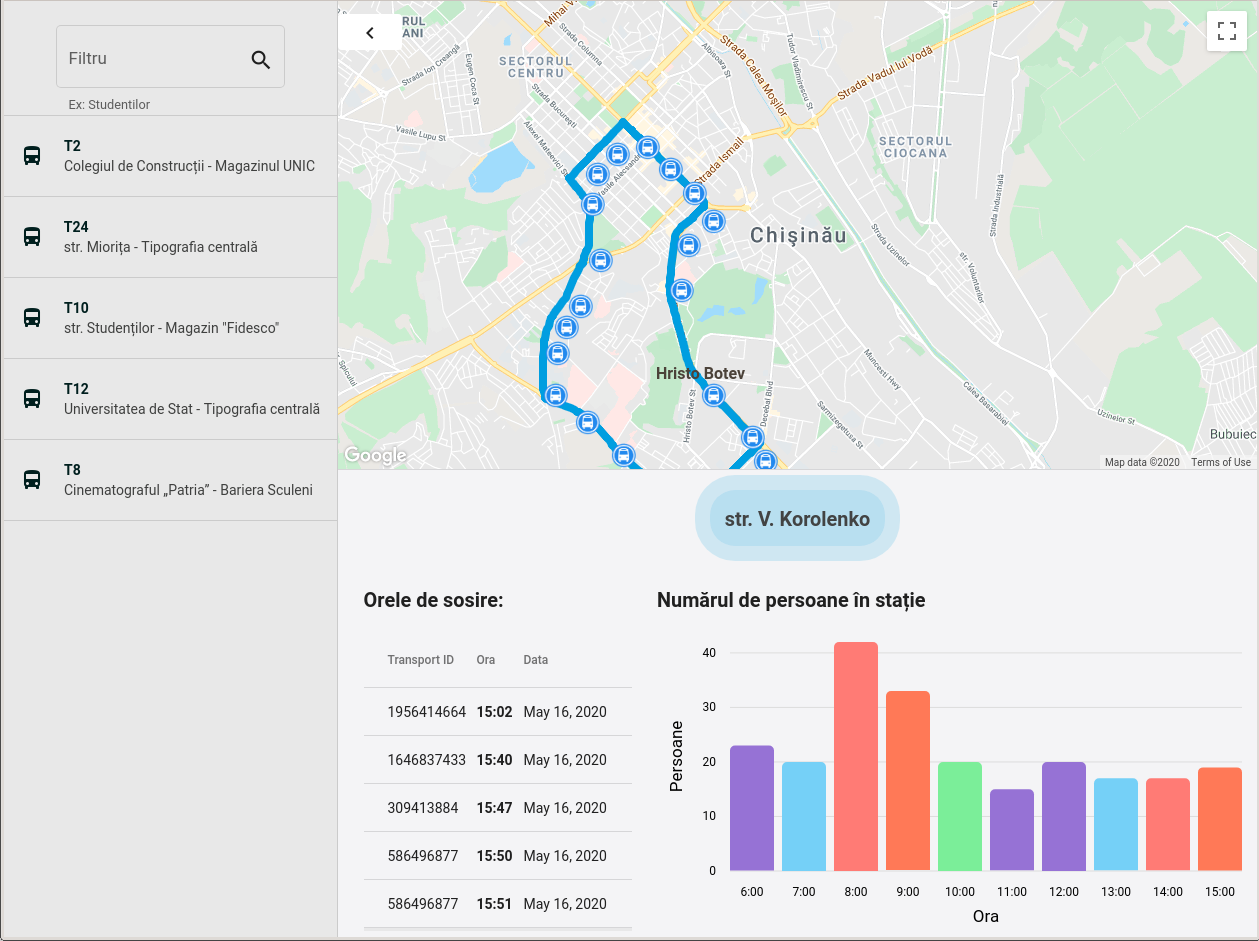 Filtru
Ex: Studentilor
T2
Colegiul de Construcții - Magazinul UNIC
T24
str. Miorița - Tipografia centrală
T10
str. Studenților - Magazin "Fidesco"
T12
Universitatea de Stat - Tipografia centrală
T8
Cinematograful „Patria” - Bariera Sculeni
RUL
ANI
Mihai V
SECTORUL
CENTRU
Strada Columna
Strada Ion Creangă
Eugen Coca St
Strada București
Vasile Lupu St
Alexei Mateevici St
Vasile Alecsandri
Albisoara St
Strada Calea Moșilor
Tudor Vladimirescu St
Strada Vadul lui Vodă
Strada Ismail
SECTORUL
CIOCANA
Strada Industrială
Chișinău
Strada Uzinelor
str. Voluntarilor
Spicului
Hristo Botev
Hristo Botev St
Decebal Blvd
Muncesti Hwy
Sarmizegetusa St
Calea Basarabiei
Uzinelor St
Bubuiec
Google
Map data ©2020
Terms of Use
str. V. Korolenko
Orele de sosire:
Transport ID Ora Data
1956414664 15:02 May 16, 2020
1646837433 15:40 May 16, 2020
309413884 15:47 May 16, 2020
586496877 15:50 May 16, 2020
586496877 15:51 May 16, 2020
Numărul de persoane în stație
Persoane
40
30
20
10
0
6:00 7:00 8:00 9:00 10:00 11:00 12:00 13:00 14:00 15:00
Ora